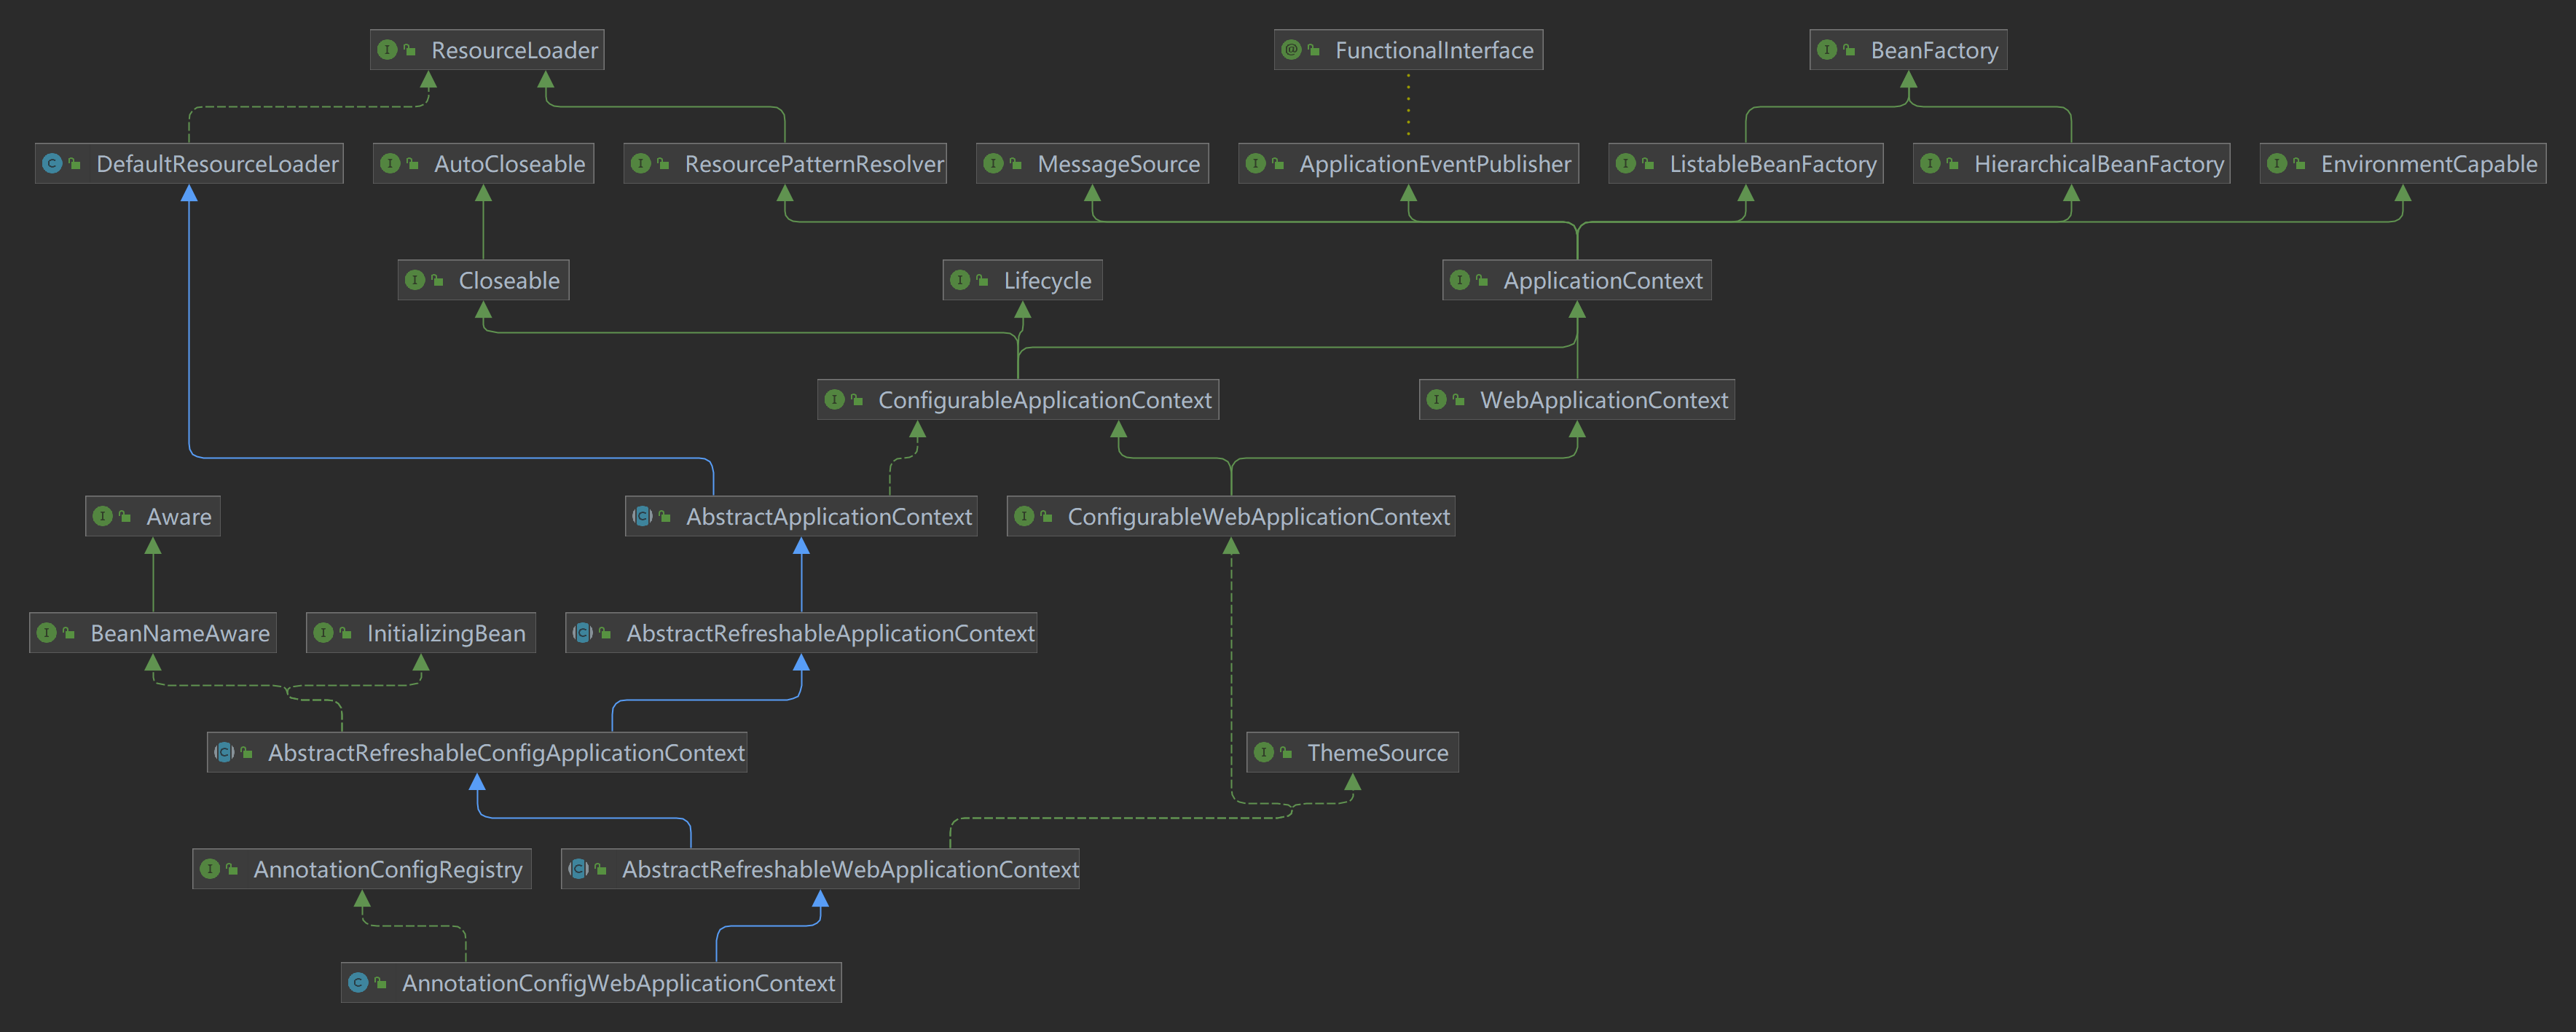 ResourceLoader
FunctionalInterface
BeanFactory
DefaultResourceLoader
AutoCloseable
ResourcePatternResolver
MessageSource
ApplicationEventPublisher
ListableBeanFactory
HierarchicalBeanFactory
EnvironmentCapable
Closeable
Lifecycle
ApplicationContext
ConfigurableApplicationContext
WebApplicationContext
Aware
AbstractApplicationContext
ConfigurableWebApplicationContext
BeanNameAware
InitializingBean
AbstractRefreshableApplicationContext
AbstractRefreshableConfigApplicationContext
ThemeSource
AnnotationConfigRegistry
AbstractRefreshableWebApplicationContext
AnnotationConfigWebApplicationContext